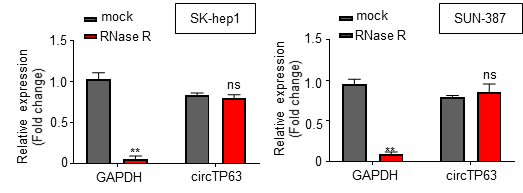 mock
RNase R
SK-hep1
Relative expression
(Fold change)
1.5
1.0
0.5
0
**
ns
GAPDH
circTP63
mock
RNase R
SUN-387
Relative expression
(Fold change)
1.5
1.0
0.5
0
**
ns
GAPDH
circTP63